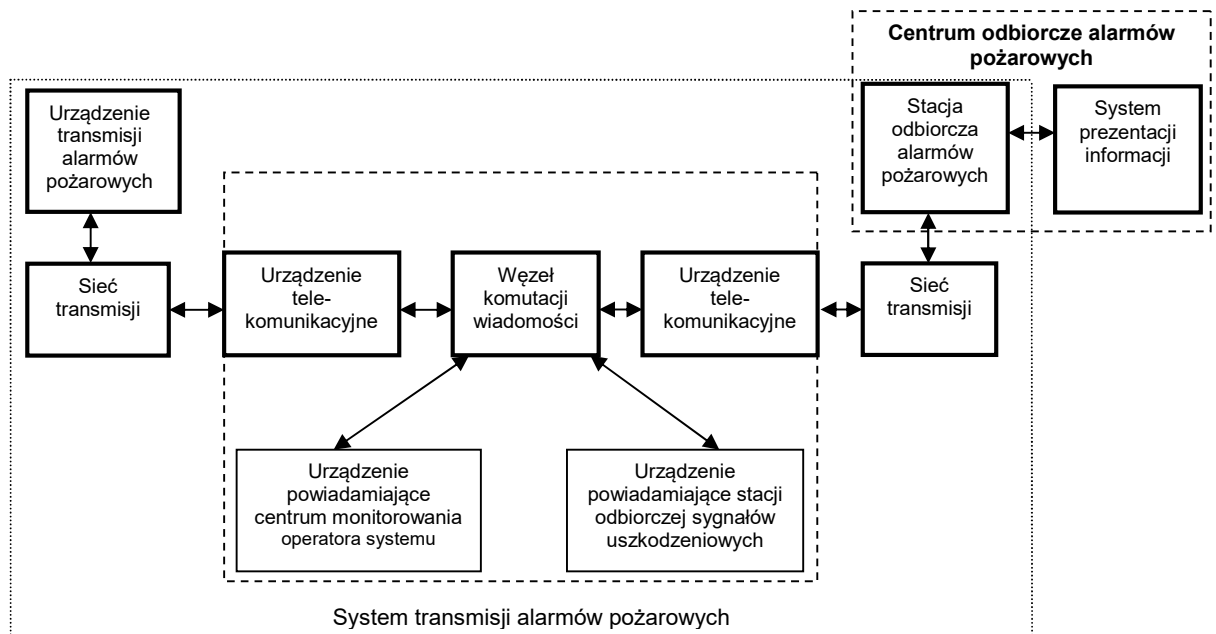 Centrum odbiorcze alarmów
pożarowych
Urządzenie
transmisji
alarmów
pożarowych
Stacja
odbiorcza
alarmów
pożarowych
System
prezentacji
informacji
Sieć
transmisji
Urządzenie
tele-
komunikacyjne
Węzeł
komutacji
wiadomości
Urządzenie
tele-
komunikacyjne
Sieć
transmisji
Urządzenie
powiadamiające
centrum monitorowania
operatora systemu
Urządzenie
powiadamiające stacji
odbiorczej sygnałów
uszkodzeniowych
System transmisji alarmów pożarowych